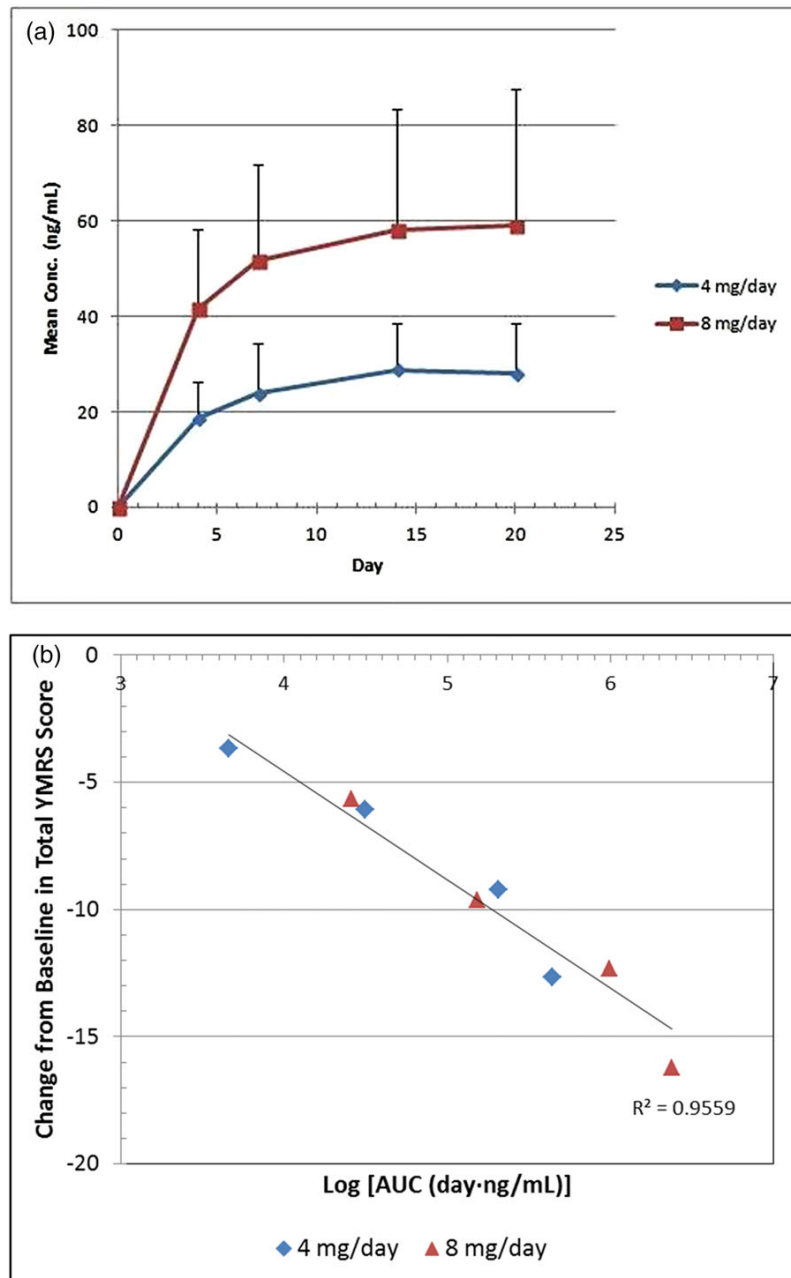 (a)
100
80
60
40
20
0
0 5 10 15 20 25
Mean Conc. (ng/mL)
Day
4 mg/day
8 mg/day
(b)
0
3 4 5 6 7
-5
-10
-15
-20
Change from Baseline in Total YMRS Score
R² = 0.9559
Log [AUC (day·ng/mL)]
4 mg/day 8 mg/day